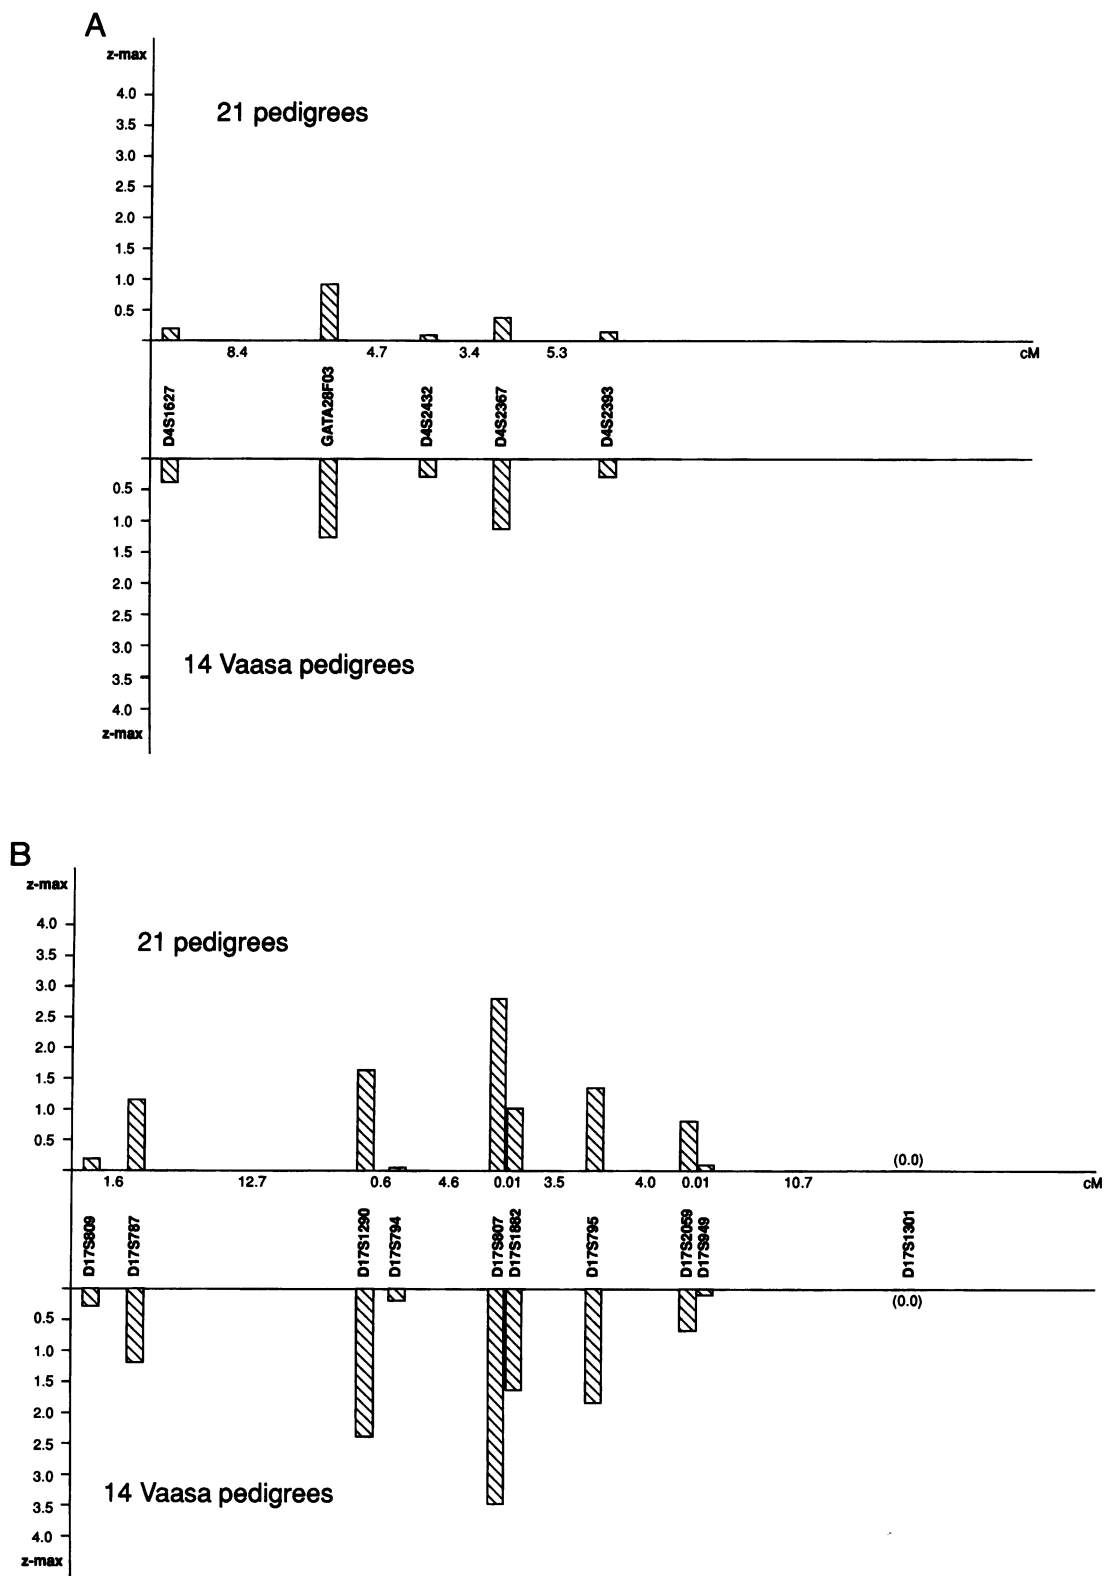 A
z-max
4.0
3.5
3.0
2.5
2.0
1.5
1.0
0.5
21 pedigrees
8.4 4.7 3.4 5.3 cM
D4S1627 GATA28F03 D4S2432 D4S2367 D4S2393
0.5
1.0
1.5
2.0
2.5
3.0
3.5
4.0
z-max
14 Vaasa pedigrees
B
z-max
4.0
3.5
3.0
2.5
2.0
1.5
1.0
0.5
21 pedigrees
(0.0)
1.6 12.7 0.6 4.6 0.01 3.5 4.0 0.01 10.7 cM
D17S809 D17S787 D17S1290 D17S794 D17S807 D17S1882 D17S795 D17S2059 D17S949 D17S1301
(0.0)
0.5
1.0
1.5
2.0
2.5
3.0
3.5
4.0
z-max
14 Vaasa pedigrees